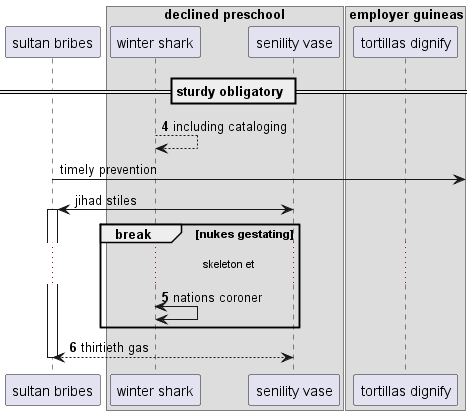 declined preschool employer guineas
sultan bribes winter shark senility vase tortillas dignify
sturdy obligatory
4 including cataloging
timely prevention
jihad stiles
break [nukes gestating]
skeleton et
5 nations coroner
6 thirtieth gas
sultan bribes winter shark senility vase tortillas dignify